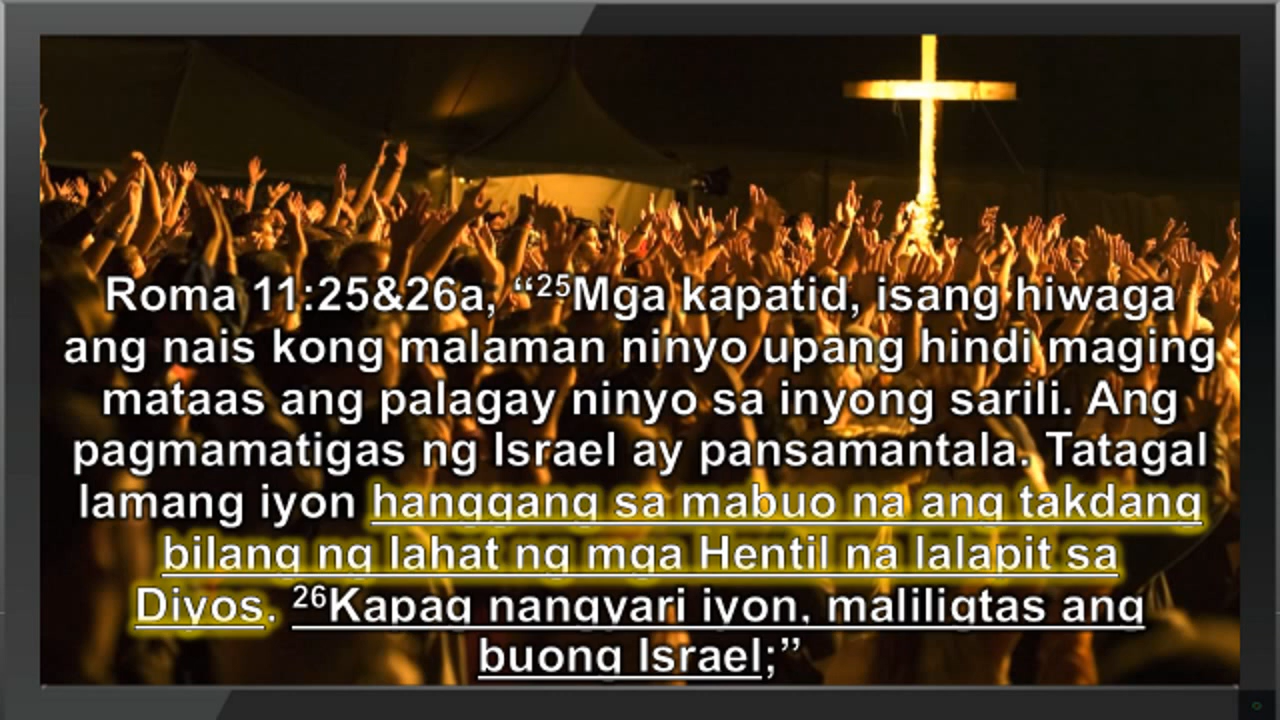 Roma 11:25&26a, “²⁵Mga kapatid, isang hiwaga
ang nais kong malaman ninyo upang hindi maging
mataas ang palagay ninyo sa inyong sarili. Ang
pagmamatigas ng Israel ay pansamantala. Tatagal
lamang iyon hanggang sa mabuo na ang takdang
bilang ng lahat ng mga Hentil na lalapit sa
Diyos. ²⁶Kapag nangyari iyon, maliligtas ang
buong Israel;”